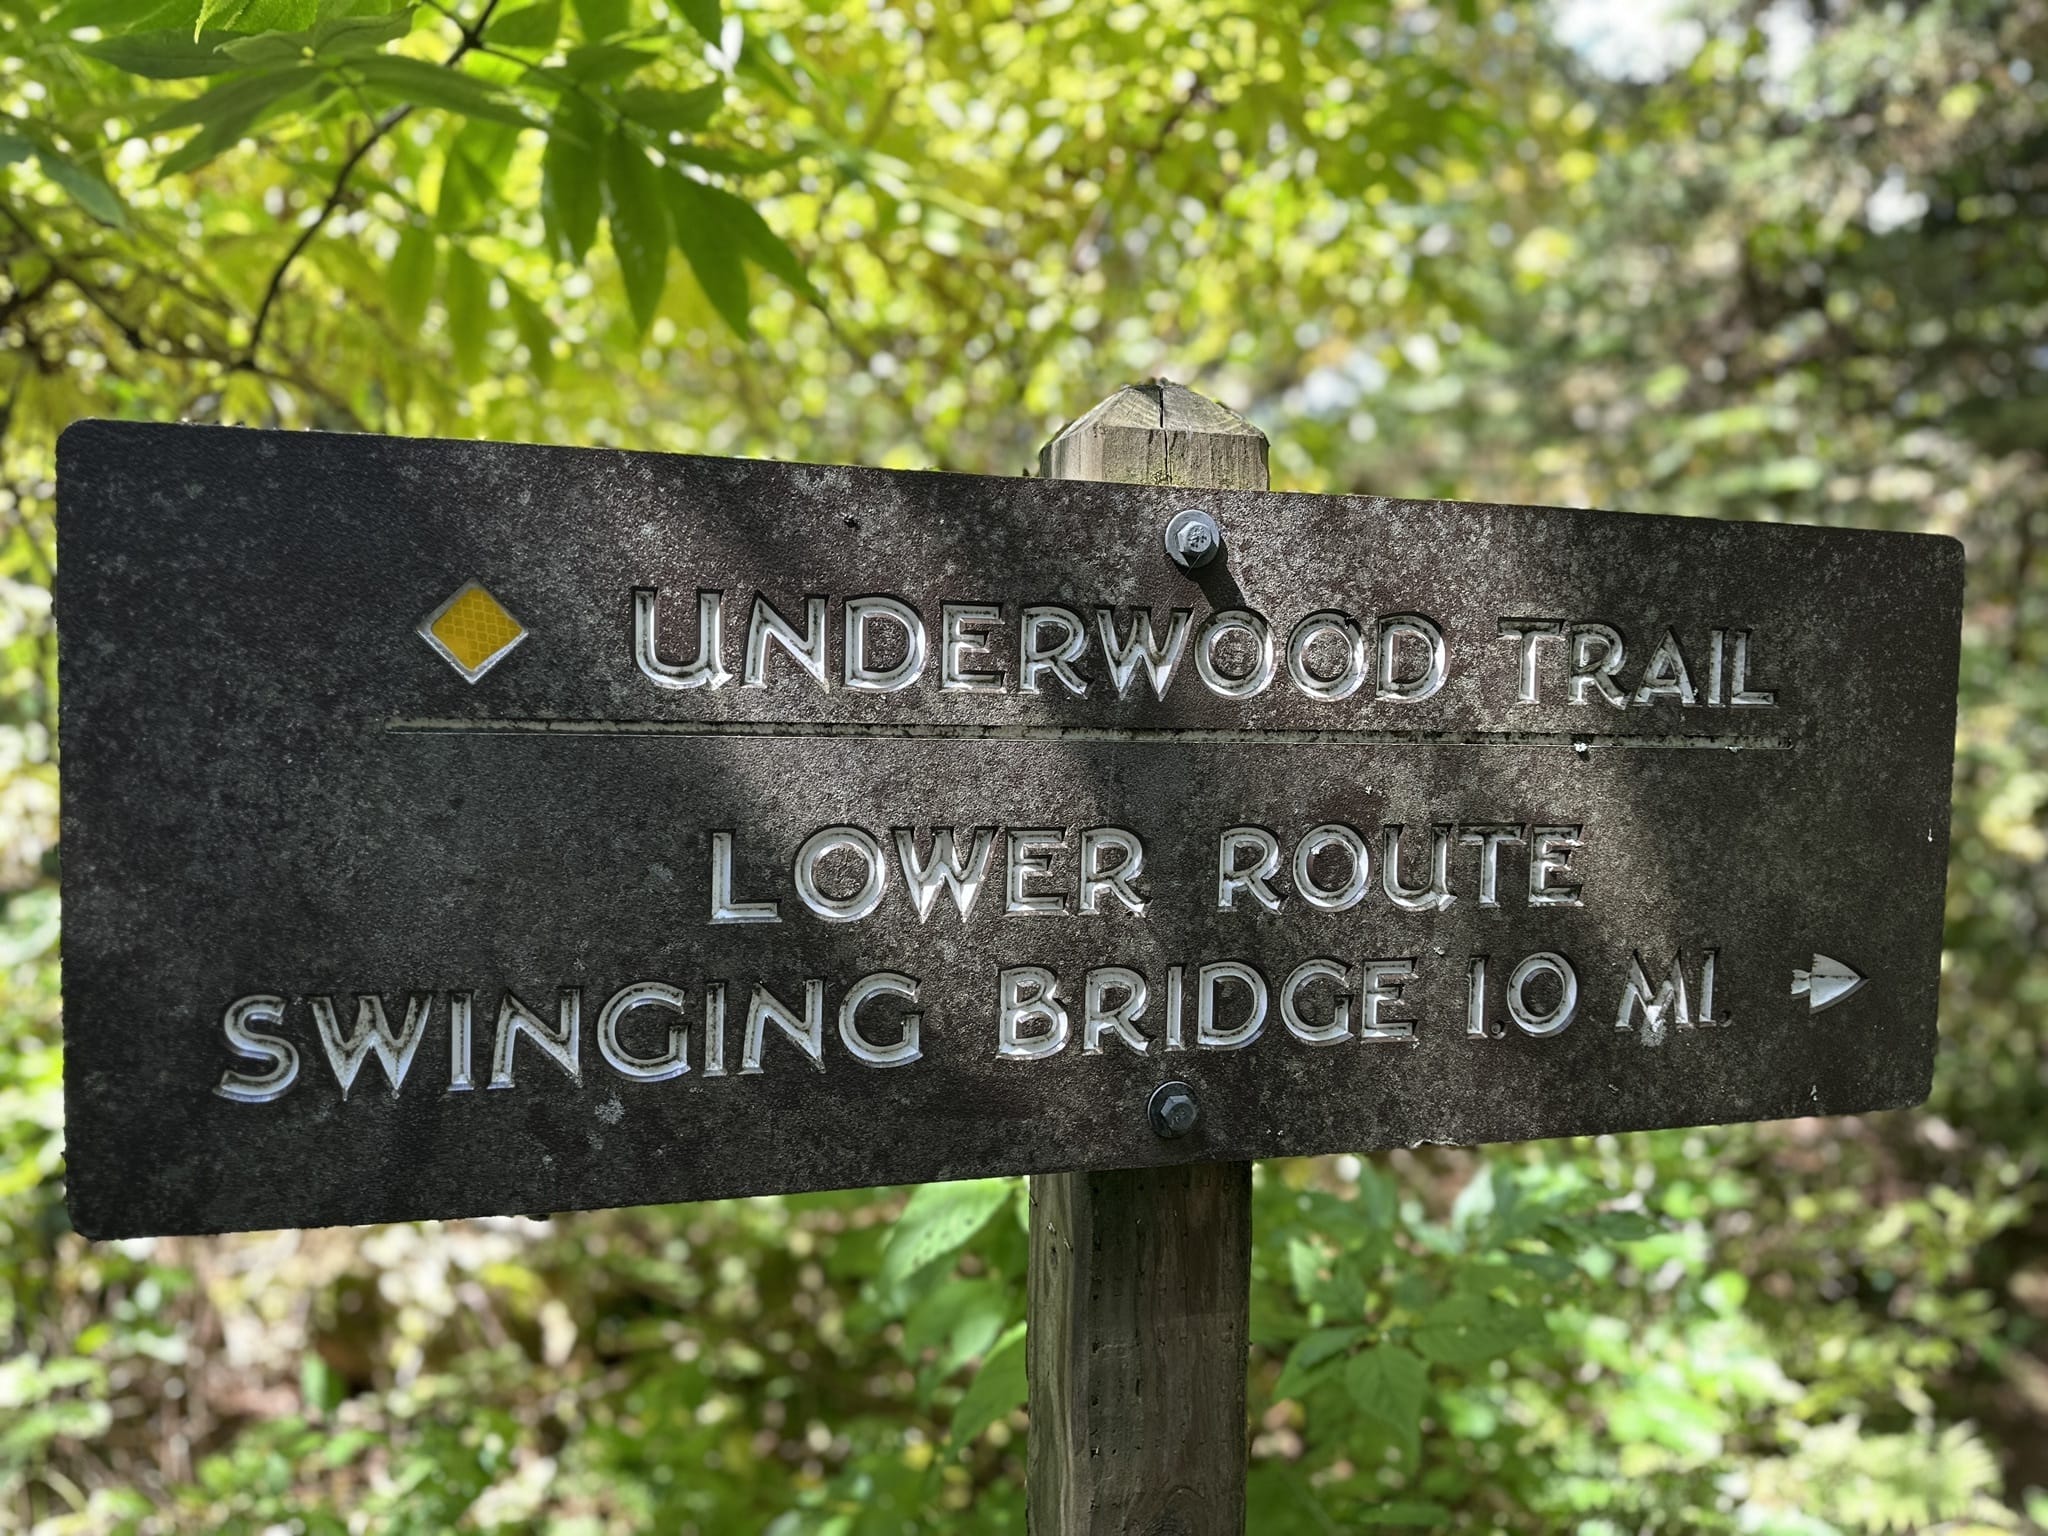 UNDERWOOD TRAIL
LOWER ROUTE
SWINGING BRIDGE 1.0 MI.